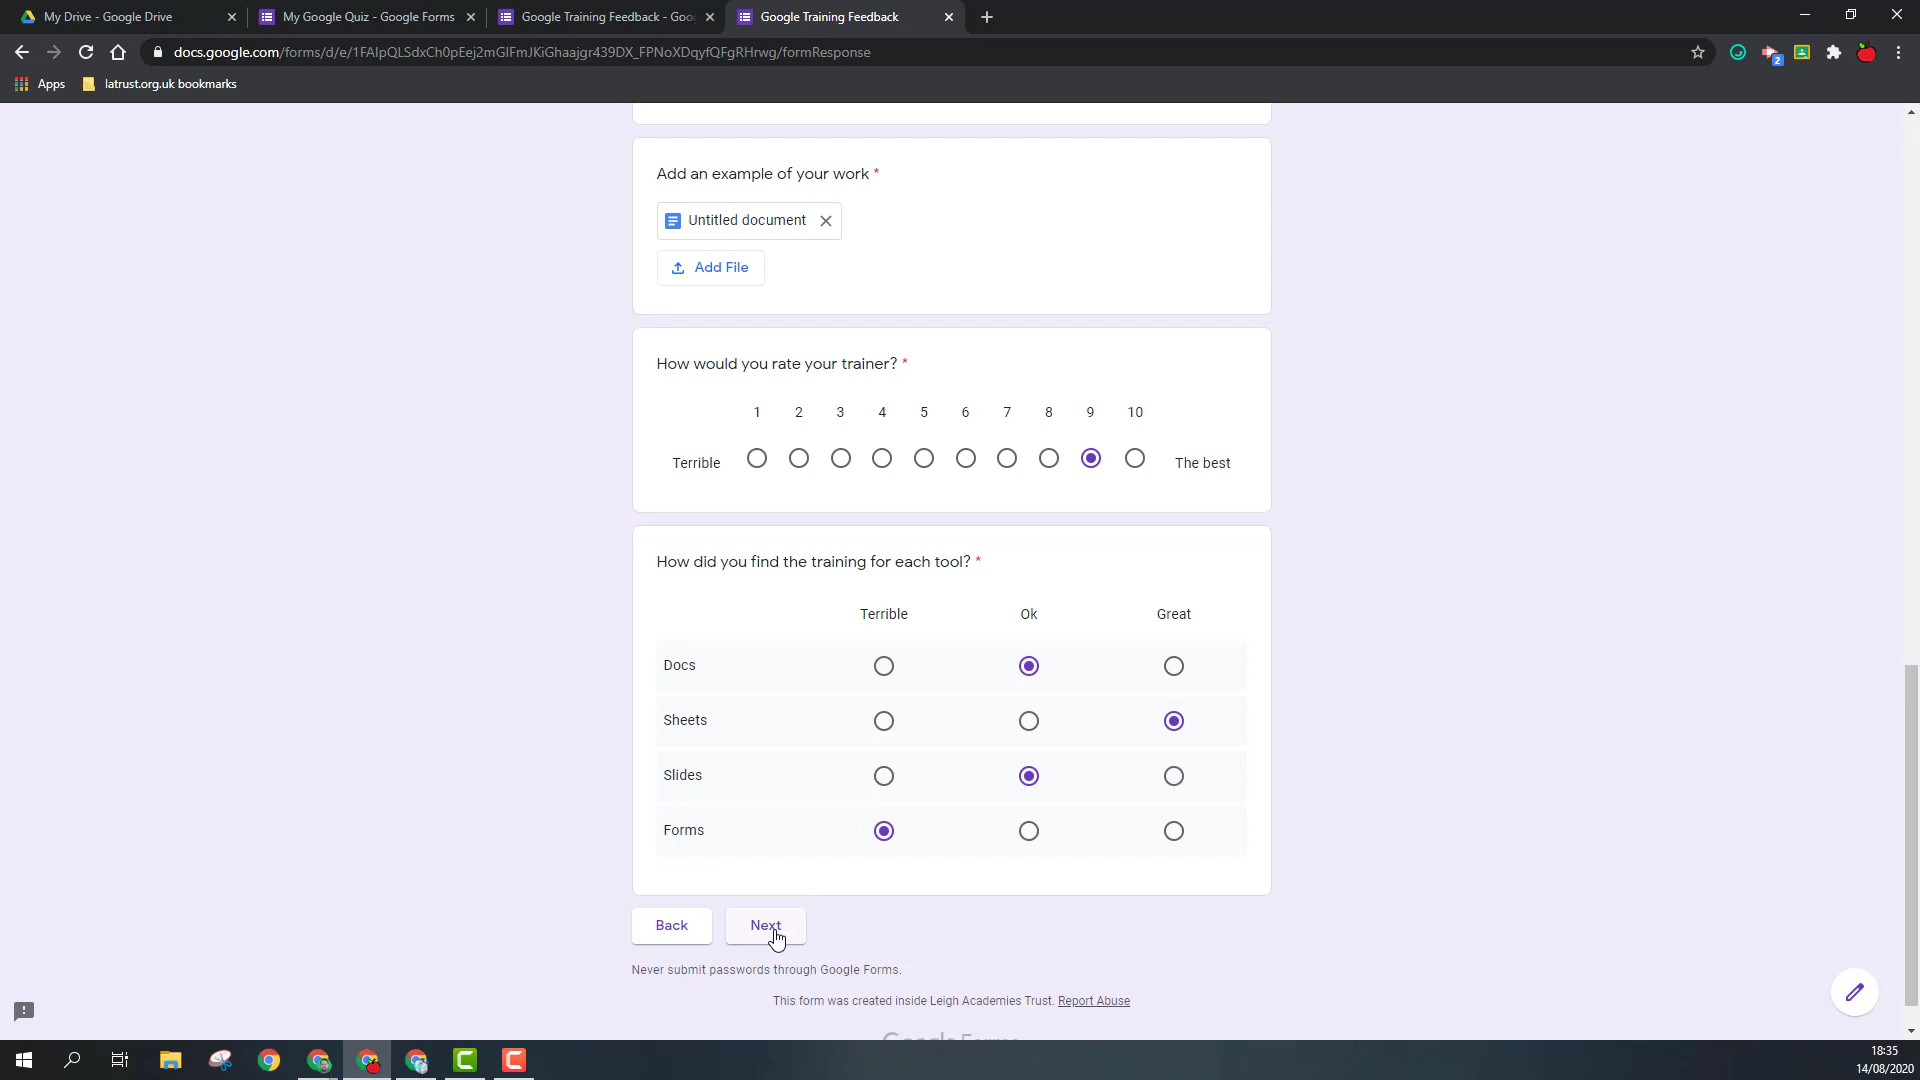 My Drive - Google Drive
My Google Quiz - Google Forms
Google Training Feedback - Goo
Google Training Feedback
docs.google.com/forms/d/e/1FAIpQLSdxCh0pEej2mGlFmJKiGhaajgr439DX_FPNoXDqyfQFgRHrwg/formResponse
2
Apps
latrust.org.uk bookmarks
Add an example of your work *
Untitled document
Add File
How would you rate your trainer? *
1 2 3 4 5 6 7 8 9 10
Terrible The best
How did you find the training for each tool? *
Terrible Ok Great
Docs
Sheets
Slides
Forms
Back Next
Never submit passwords through Google Forms.
This form was created inside Leigh Academies Trust. Report Abuse
Google Forms
18:35
14/08/2020